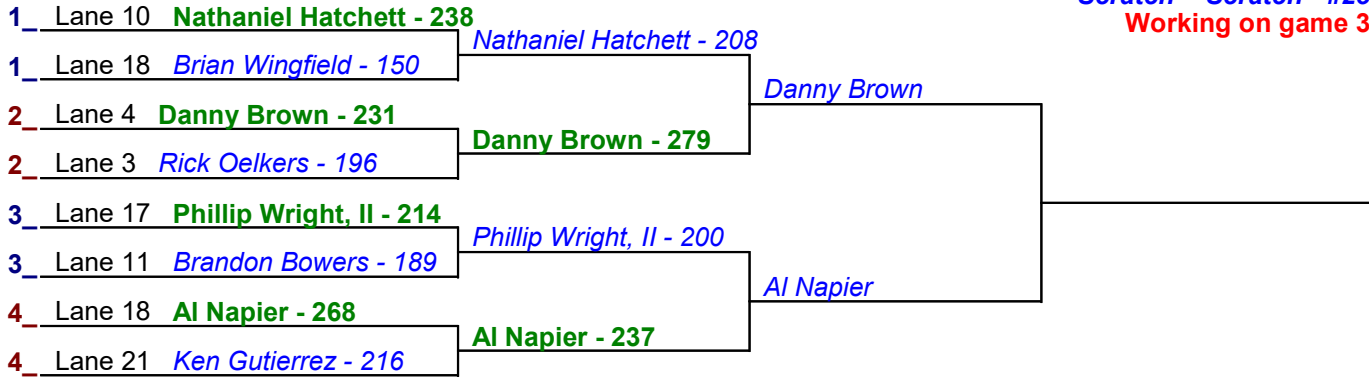 Scratch - Scratch - #29
Working on game 3
1_ Lane 10 Nathaniel Hatchett - 238
Nathaniel Hatchett - 208
1_ Lane 18 Brian Wingfield - 150
Danny Brown
2_ Lane 4 Danny Brown - 231
Danny Brown - 279
2_ Lane 3 Rick Oelkers - 196
3_ Lane 17 Phillip Wright, II - 214
Phillip Wright, II - 200
3_ Lane 11 Brandon Bowers - 189
Al Napier
4_ Lane 18 Al Napier - 268
Al Napier - 237
4_ Lane 21 Ken Gutierrez - 216